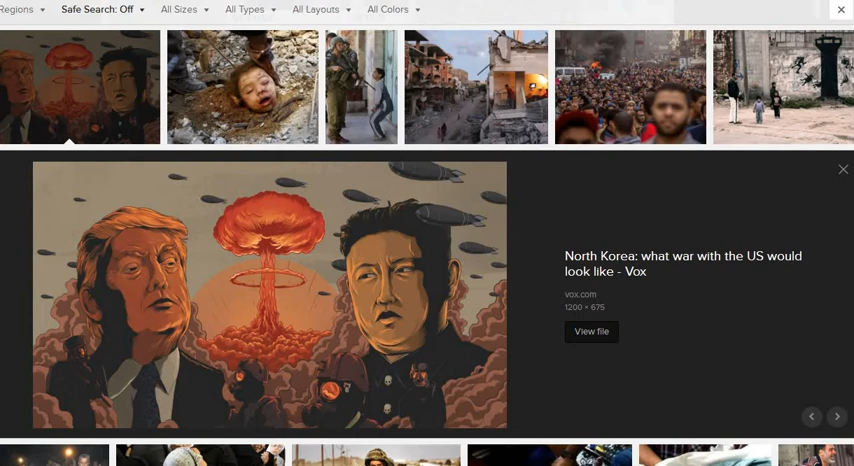 Regions
Safe Search: Off
All Sizes
All Types
All Layouts
All Colors
North Korea: what war with the US would
look like - Vox
vox.com
1200 × 675
View file